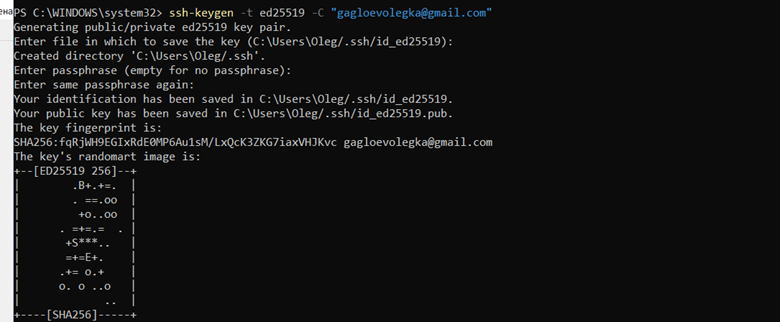 ена
PS C:\WINDOWS\system32> ssh-keygen -t ed25519 -C "gagloevolegka@gmail.com"
Generating public/private ed25519 key pair.
Enter file in which to save the key (C:\Users\Oleg/.ssh/id_ed25519):
Created directory 'C:\Users\Oleg/.ssh'.
Enter passphrase (empty for no passphrase):
Enter same passphrase again:
Your identification has been saved in C:\Users\Oleg/.ssh/id_ed25519.
Your public key has been saved in C:\Users\Oleg/.ssh/id_ed25519.pub.
The key fingerprint is:
SHA256:fqRjWH9EGIxRdE0MP6Au1sM/LxQcK3ZKG7iaxVHJKvc gagloevolegka@gmail.com
The key's randomart image is:
+--[ED25519 256]--+
|        .B+.+=.  |
|        . ==.oo  |
|         +o..oo  |
|      . =+=.=  . |
|       +S***..   |
|       =+=E+.    |
|      .+= o.+    |
|      o. o ..o   |
|             ..  |
+----[SHA256]-----+